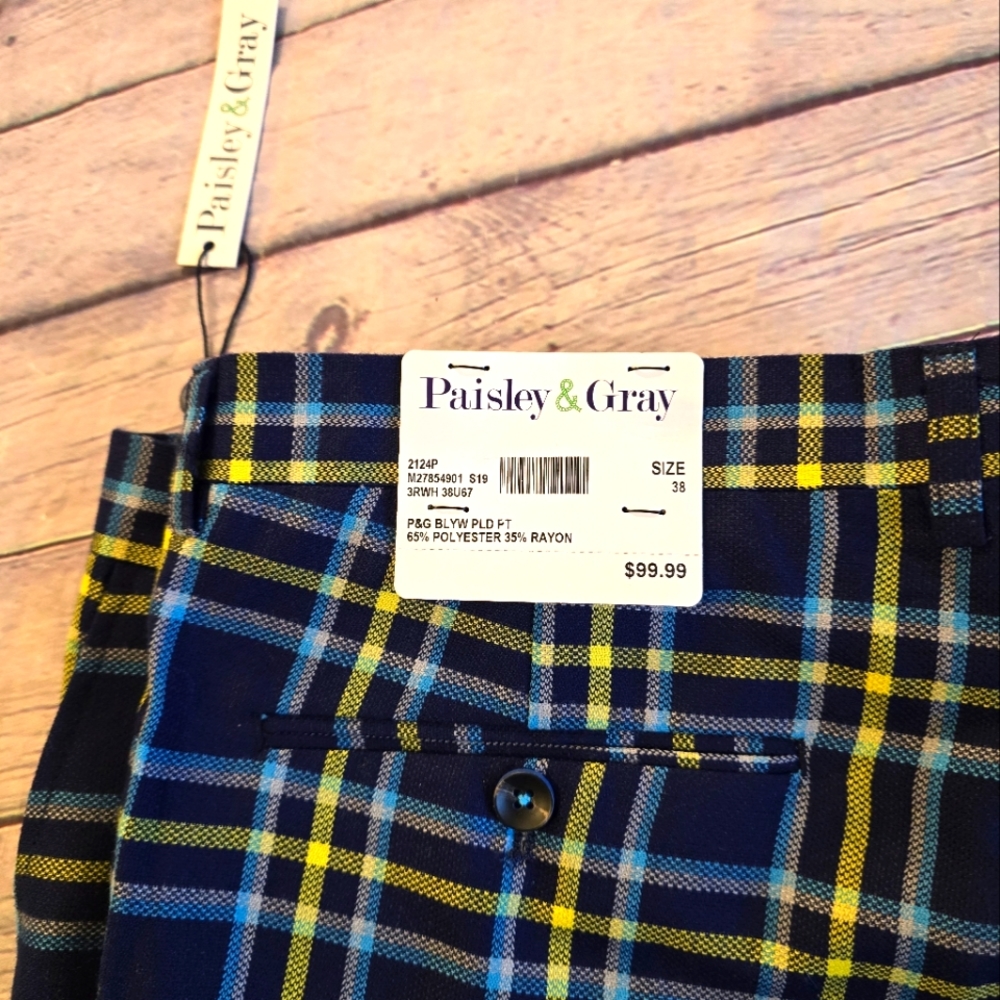 Paisley & Gray
Paisley & Gray
2124P
M27854901 S19
3RWH 38U67
SIZE
38
P&G BLYW PLD PT
65% POLYESTER 35% RAYON
$99.99